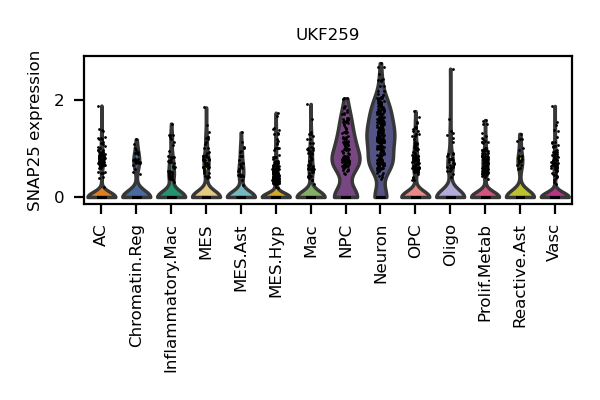 UKF259
SNAP25 expression
2
0
AC
Chromatin.Reg
Inflammatory.Mac
MES
MES.Ast
MES.Hyp
Mac
NPC
Neuron
OPC
Oligo
Prolif.Metab
Reactive.Ast
Vasc